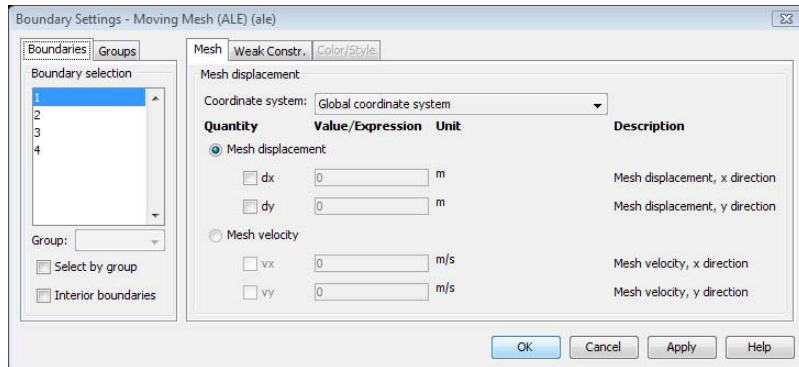 Boundary Settings - Moving Mesh (ALE) (ale)
Boundaries Groups
Boundary selection
1
2
3
4
Group:
Select by group
Interior boundaries
Mesh Weak Constr. Color/Style
Mesh displacement
Coordinate system: Global coordinate system
Quantity Value/Expression Unit Description
Mesh displacement
dx 0 m Mesh displacement, x direction
dy 0 m Mesh displacement, y direction
Mesh velocity
vx 0 m/s Mesh velocity, x direction
vy 0 m/s Mesh velocity, y direction
OK Cancel Apply Help